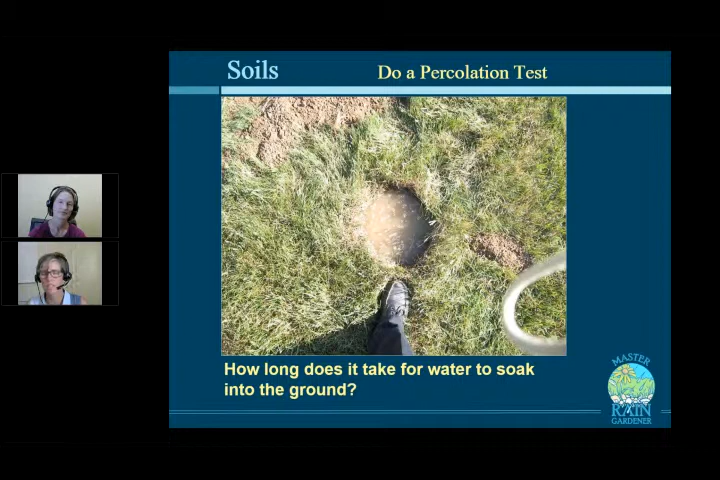 Soils
Do a Percolation Test
How long does it take for water to soak
into the ground?
MASTER
RAIN
GARDENER